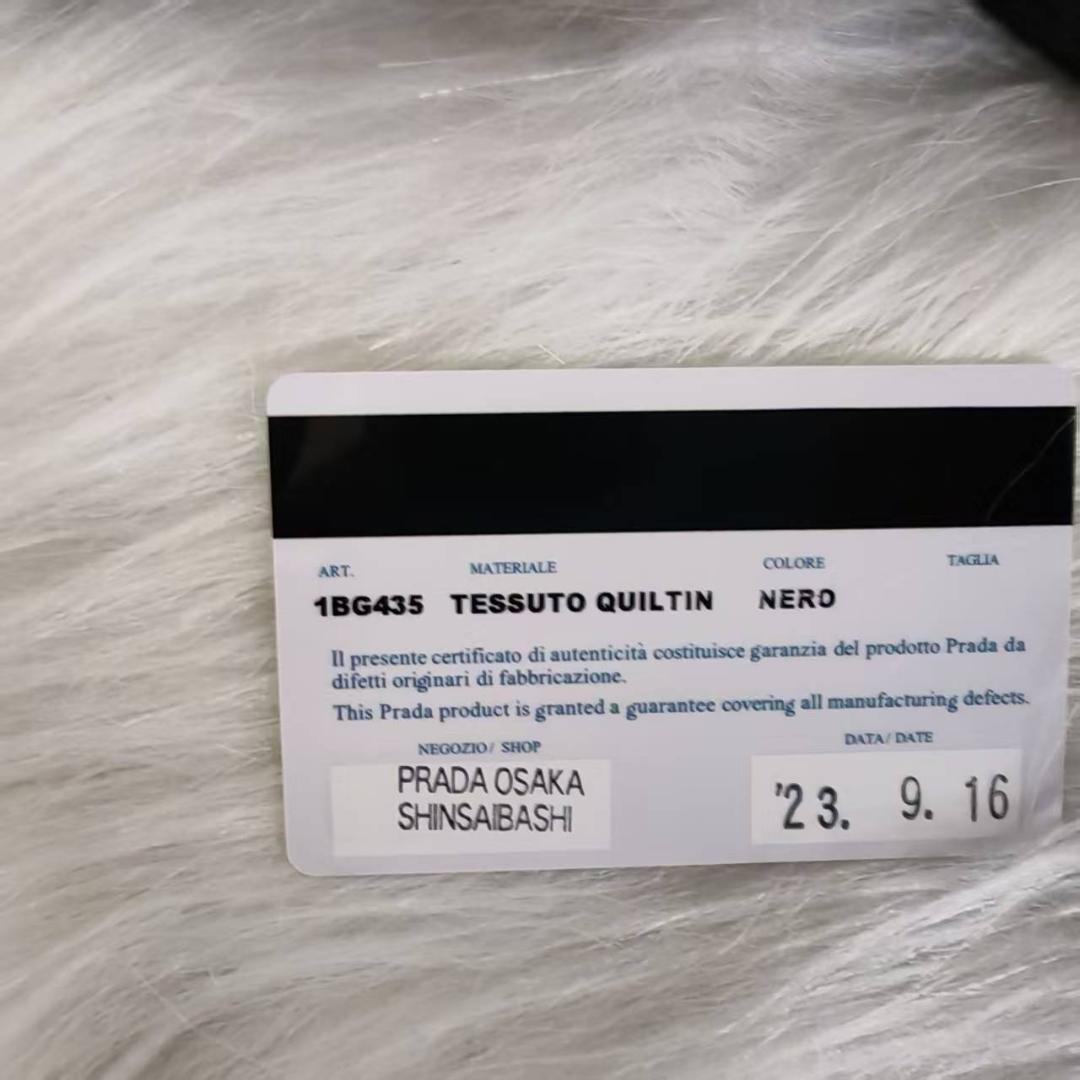 ART. MATERIALE COLORE TAGLIA
1BG435 TESSUTO QUILTIN NERO
Il presente certificato di autenticità costituisce garanzia del prodotto Prada da
difetti originari di fabbricazione.
This Prada product is granted a guarantee covering all manufacturing defects.
NEGOZIO/ SHOP DATA/ DATE
PRADA OSAKA
SHINSAIBASHI
'23. 9. 16